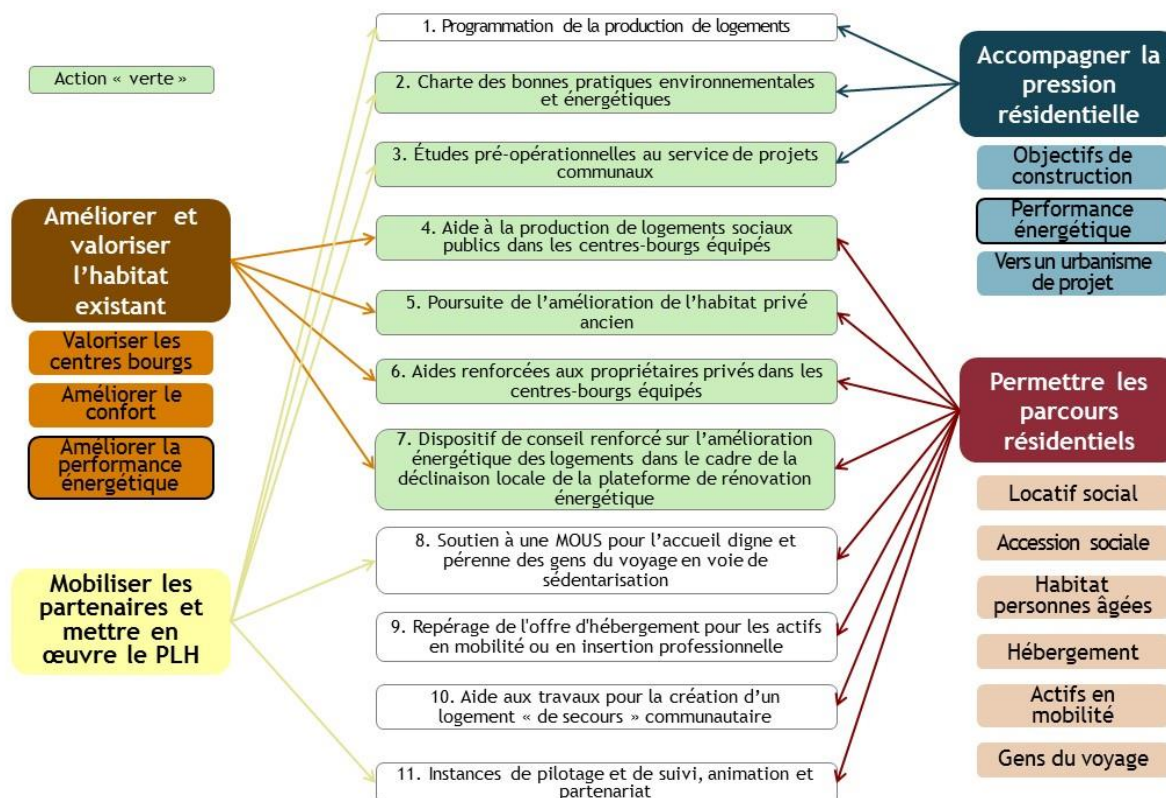 Action « verte »
Améliorer et
valoriser
l’habitat
existant
Valoriser les
centres bourgs
Améliorer le
confort
Améliorer la
performance
énergétique
Mobiliser les
partenaires et
mettre en
œuvre le PLH
1. Programmation de la production de logements
2. Charte des bonnes pratiques environnementales
et énergétiques
3. Études pré-opérationnelles au service de projets
communaux
4. Aide à la production de logements sociaux
publics dans les centres-bourgs équipés
5. Poursuite de l’amélioration de l’habitat privé
ancien
6. Aides renforcées aux propriétaires privés dans les
centres-bourgs équipés
7. Dispositif de conseil renforcé sur l’amélioration
énergétique des logements dans le cadre de la
déclinaison locale de la plateforme de rénovation
énergétique
8. Soutien à une MOUS pour l’accueil digne et
pérenne des gens du voyage en voie de
sédentarisation
9. Repérage de l'offre d'hébergement pour les actifs
en mobilité ou en insertion professionnelle
10. Aide aux travaux pour la création d’un
logement « de secours » communautaire
11. Instances de pilotage et de suivi, animation et
partenariat
Accompagner la
pression
résidentielle
Objectifs de
construction
Performance
énergétique
Vers un urbanisme
de projet
Permettre les
parcours
résidentiels
Locatif social
Accession sociale
Habitat
personnes âgées
Hébergement
Actifs en
mobilité
Gens du voyage